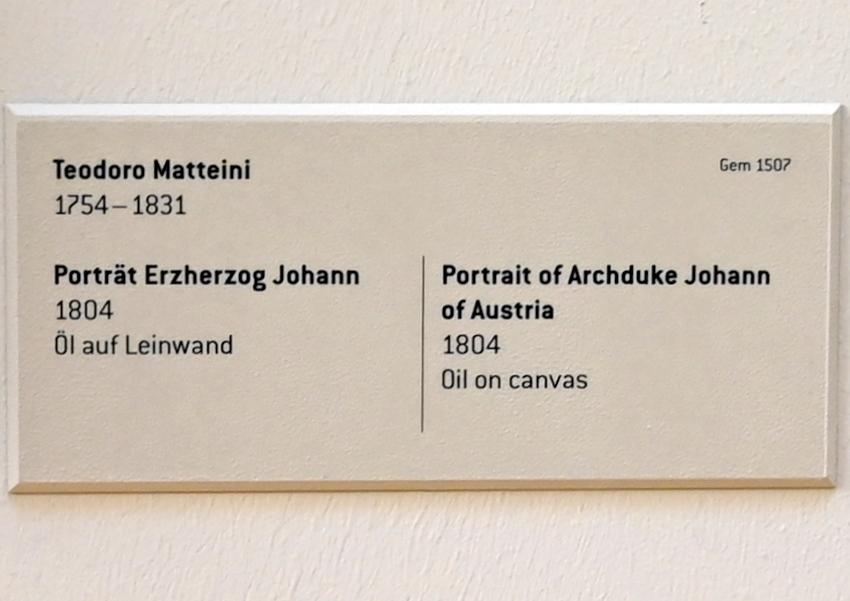 Teodoro Matteini
1754 – 1831
Gem 1507
Porträt Erzherzog Johann
1804
Öl auf Leinwand
Portrait of Archduke Johann
of Austria
1804
Oil on canvas